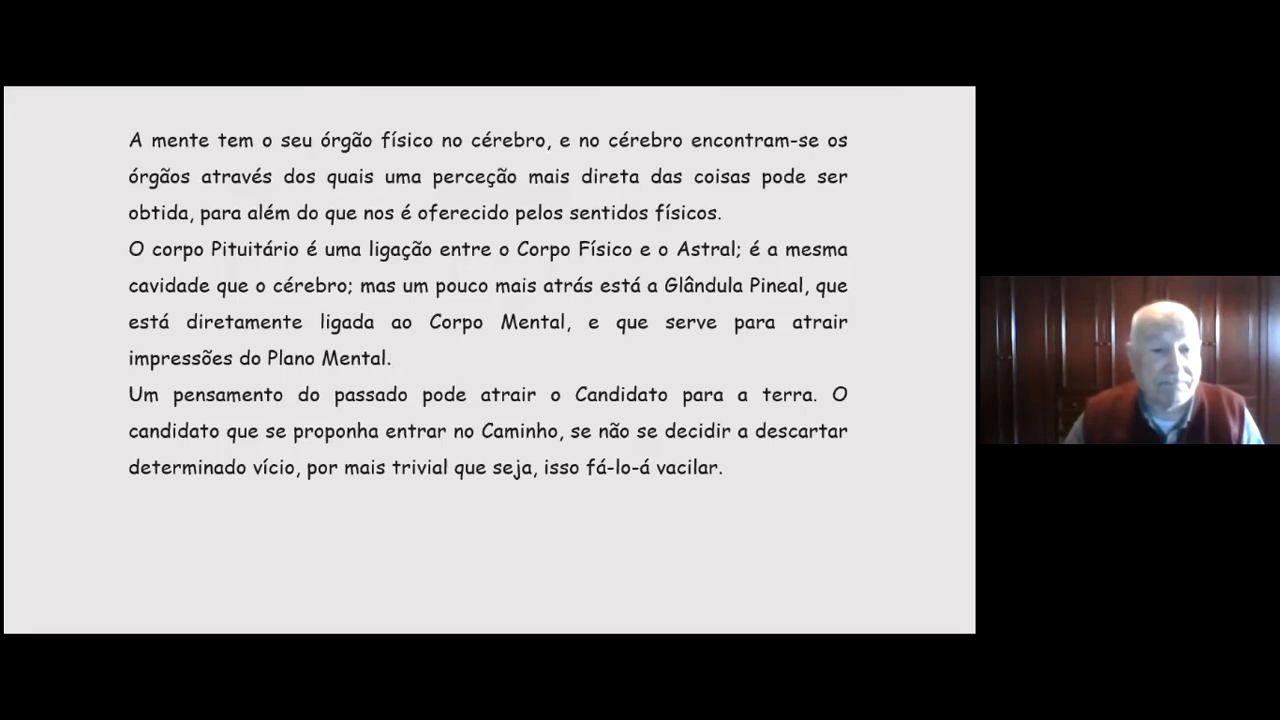 A mente tem o seu órgão físico no cérebro, e no cérebro encontram-se os
órgãos através dos quais uma perceção mais direta das coisas pode ser
obtida, para além do que nos é oferecido pelos sentidos físicos.
O corpo Pituitário é uma ligação entre o Corpo Físico e o Astral; é a mesma
cavidade que o cérebro; mas um pouco mais atrás está a Glândula Pineal, que
está diretamente ligada ao Corpo Mental, e que serve para atrair
impressões do Plano Mental.
Um pensamento do passado pode atrair o Candidato para a terra. O
candidato que se proponha entrar no Caminho, se não se decidir a descartar
determinado vício, por mais trivial que seja, isso fá-lo-á vacilar.